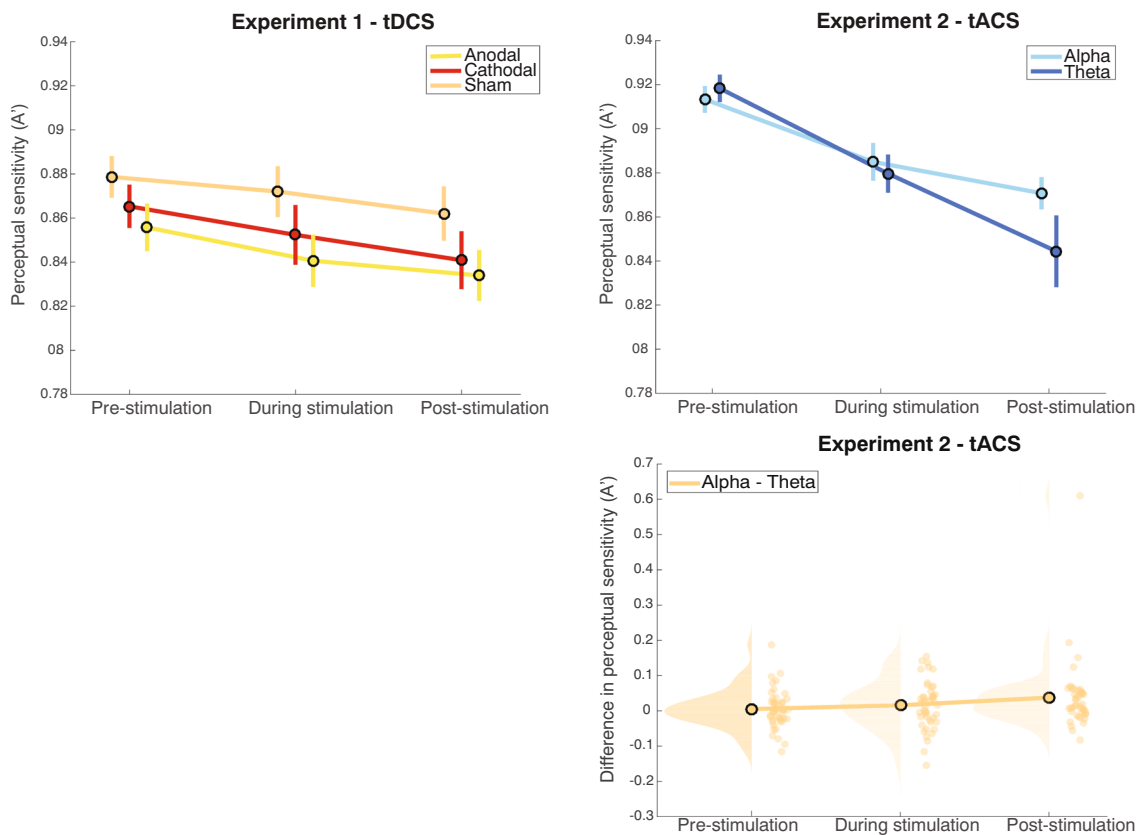 Experiment 1 - tDCS
Perceptual sensitivity (A')
0.94
0.92
09
0.88
0.86
0.84
0.82
08
0.78
Anodal
Cathodal
Sham
Pre-stimulation
During stimulation
Post-stimulation
Experiment 2 - tACS
Perceptual sensitivity (A')
0.94
0.92
09
0.88
0.86
0.84
0.82
08
0.78
Alpha
Theta
Pre-stimulation
During stimulation
Post-stimulation
Experiment 2 - tACS
Difference in perceptual sensitivity (A')
0.7
0.6
0.5
0.4
0.3
0.2
0.1
0
-0.1
-0.2
-0.3
Alpha - Theta
Pre-stimulation
During stimulation
Post-stimulation